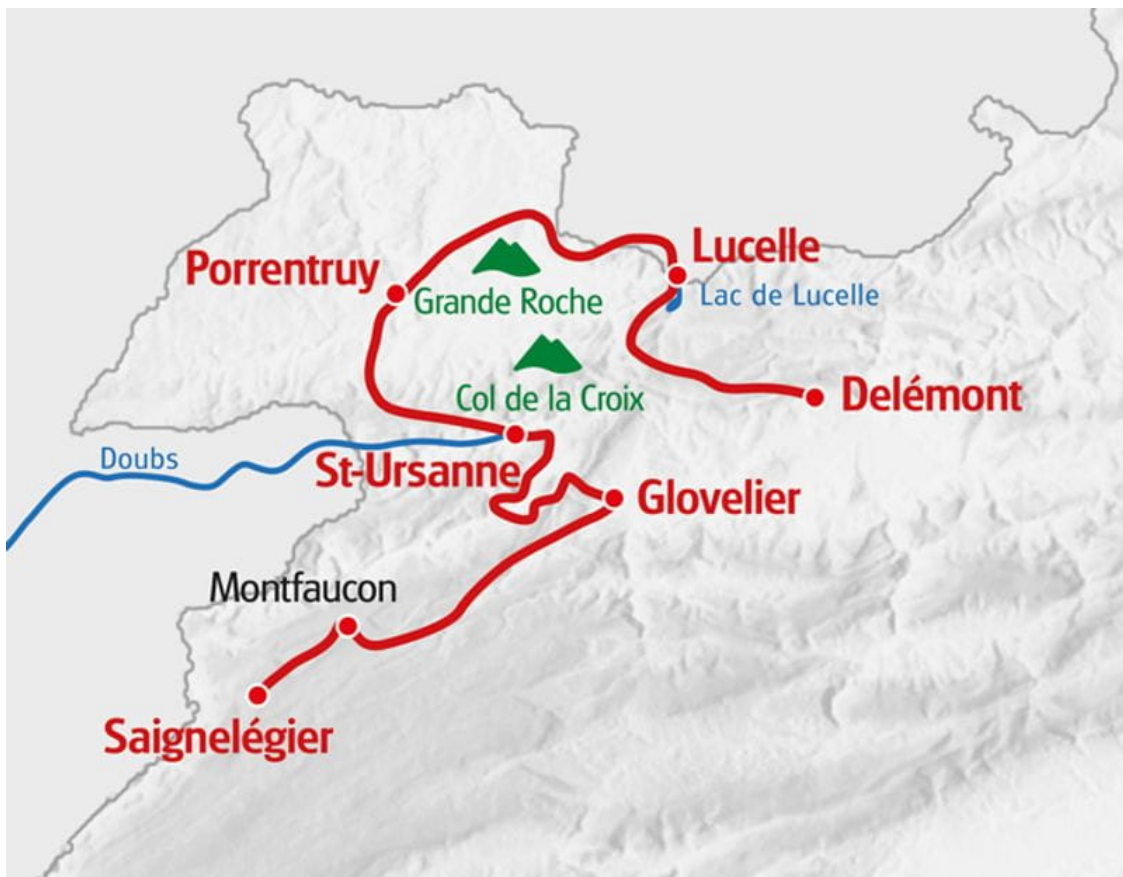 Lucelle
Porrentruy
Grande Roche
Lac de Lucelle
Col de la Croix
Delémont
Doubs
St-Ursanne
Glovelier
Montfaucon
Saignelégier